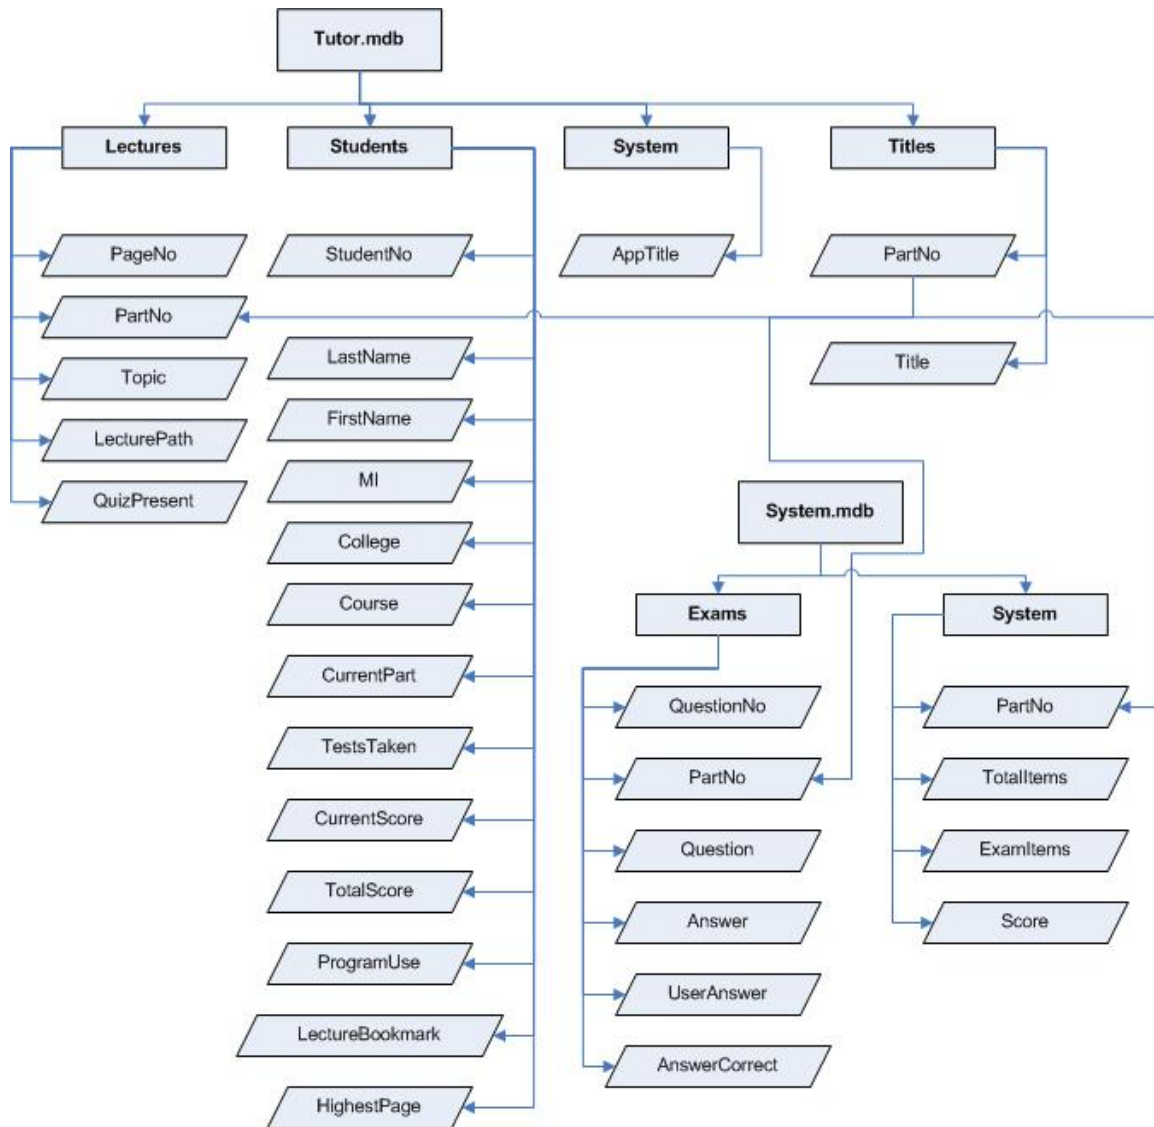 Tutor.mdb
Lectures
Students
System
Titles
PageNo
StudentNo
AppTitle
PartNo
PartNo
LastName
Title
Topic
FirstName
LecturePath
MI
QuizPresent
System.mdb
College
Course
Exams
System
CurrentPart
QuestionNo
PartNo
TestsTaken
PartNo
TotalItems
CurrentScore
Question
ExamItems
TotalScore
Answer
Score
ProgramUse
UserAnswer
LectureBookmark
AnswerCorrect
HighestPage